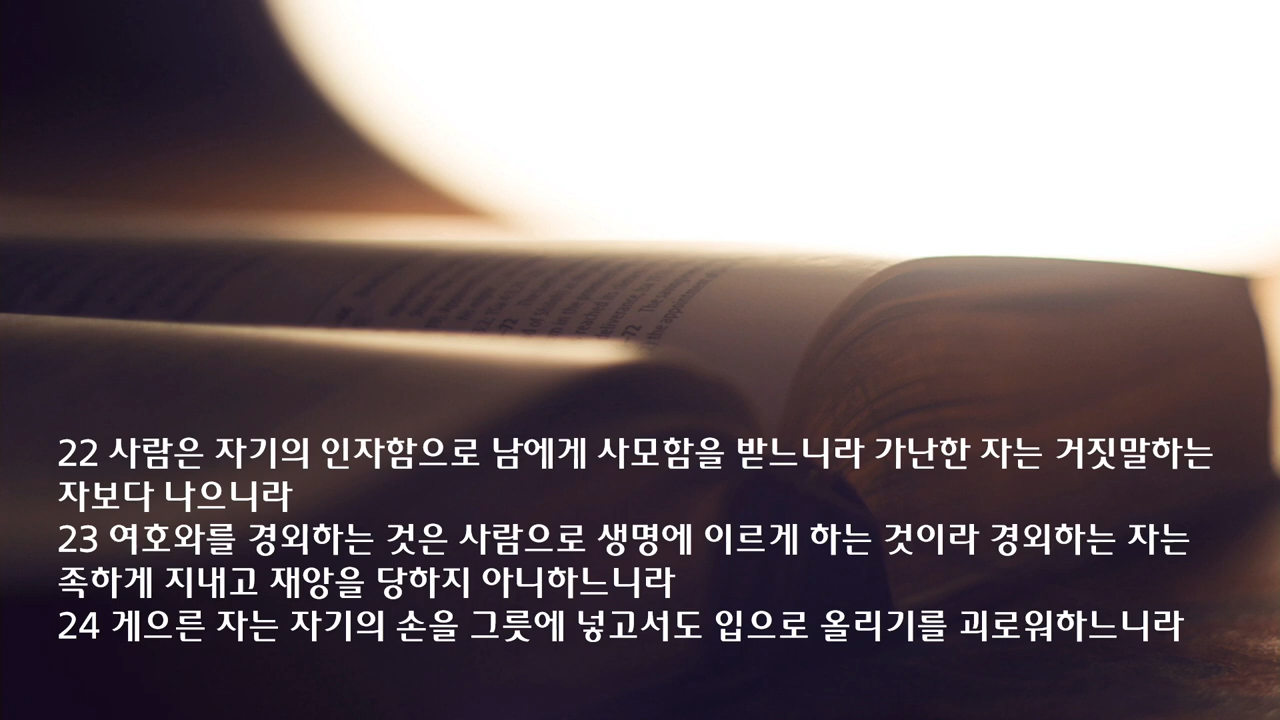 22 사람은 자기의 인자함으로 남에게 사모함을 받느니라 가난한 자는 거짓말하는
자보다 나으니라
23 여호와를 경외하는 것은 사람으로 생명에 이르게 하는 것이라 경외하는 자는
족하게 지내고 재앙을 당하지 아니하느니라
24 게으른 자는 자기의 손을 그릇에 넣고서도 입으로 올리기를 괴로워하느니라